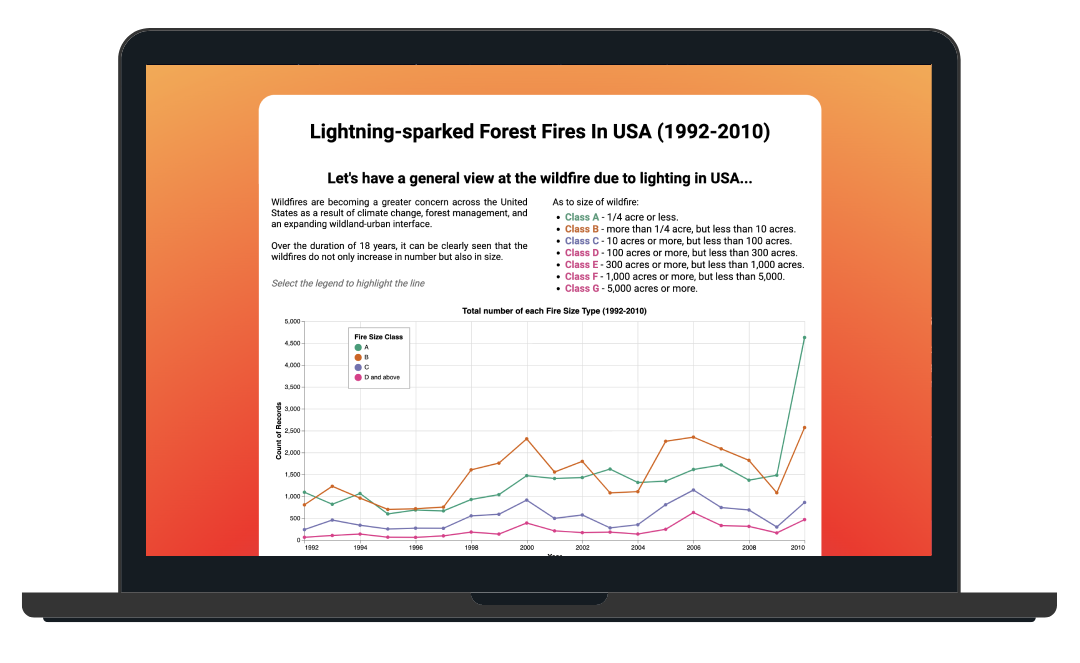 Lightning-sparked Forest Fires In USA (1992-2010)
Let's have a general view at the wildfire due to lighting in USA...
Wildfires are becoming a greater concern across the United
States as a result of climate change, forest management, and
an expanding wildland-urban interface.
Over the duration of 18 years, it can be clearly seen that the
wildfires do not only increase in number but also in size.
Select the legend to highlight the line
As to size of wildfire:
• Class A - 1/4 acre or less.
• Class B - more than 1/4 acre, but less than 10 acres.
• Class C - 10 acres or more, but less than 100 acres.
• Class D - 100 acres or more, but less than 300 acres.
• Class E - 300 acres or more, but less than 1,000 acres.
• Class F - 1,000 acres or more, but less than 5,000.
• Class G - 5,000 acres or more.
Total number of each Fire Size Type (1992-2010)
Count of Records
5,000
4,500
4,000
3,500
3,000
2,500
2,000
1,500
1,000
500
0
Fire Size Class
A
B
C
D and above
1992 1994 1996 1998 2000 2002 2004 2006 2008 2010